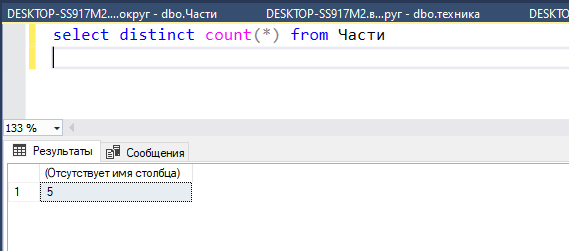 DESKTOP-SS917M2....округ - dbo.Части DESKTOP-SS917M2.в...руг - dbo.техника DESKTO
select distinct count(*) from Части
133 %
Результаты Сообщения
(Отсутствует имя столбца)
1 5